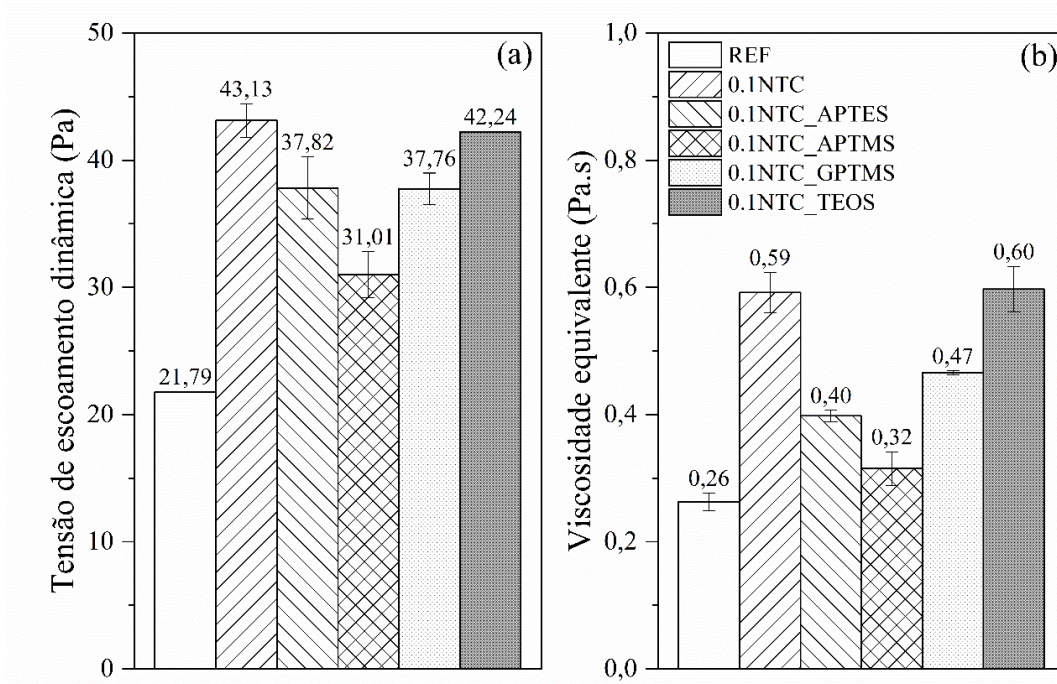 Tensão de escoamento dinâmica (Pa)
50
40
30
20
10
0
(a)
21,79
43,13
37,82
31,01
37,76
42,24
Viscosidade equivalente (Pa.s)
1,0
0,8
0,6
0,4
0,2
0,0
(b)
REF
0.1NTC
0.1NTC_APTES
0.1NTC_APTMS
0.1NTC_GPTMS
0.1NTC_TEOS
0,26
0,59
0,40
0,32
0,47
0,60